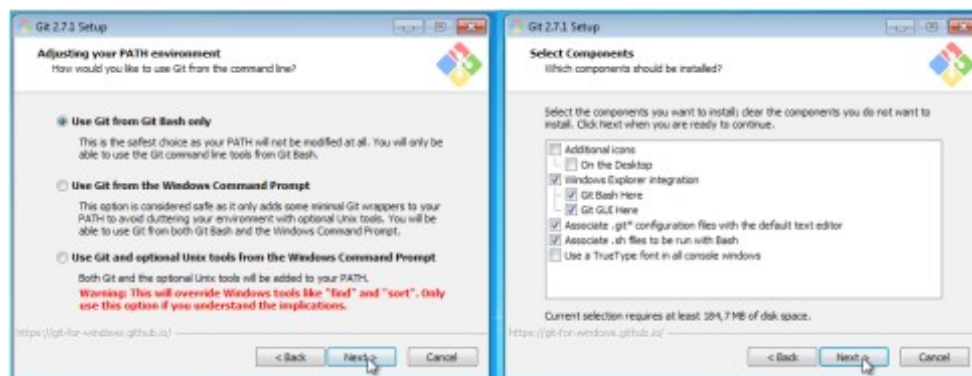 Git 2.7.1 Setup
Adjusting your PATH environment
How would you like to use Git from the command line?
Use Git from Git Bash only
This is the safest choice as your PATH will not be modified at all. You will only be
able to use the Git command line tools from Git Bash.
Use Git from the Windows Command Prompt
This option is considered safe as it only adds some minimal Git wrappers to your
PATH to avoid cluttering your environment with optional Unix tools. You will be
able to use Git from both Git Bash and the Windows Command Prompt.
Use Git and optional Unix tools from the Windows Command Prompt
Both Git and the optional Unix tools will be added to your PATH.
Warning: This will override Windows tools like "find" and "sort". Only
use this option if you understand the implications.
https://git-for-windows.github.io/
< Back Next > Cancel
Git 2.7.1 Setup
Select Components
Which components should be installed?
Select the components you want to install; clear the components you do not want to
install. Click Next when you are ready to continue.
Additional icons
On the Desktop
Windows Explorer integration
Git Bash Here
Git GUI Here
Associate .git* configuration files with the default text editor
Associate .sh files to be run with Bash
Use a TrueType font in all console windows
Current selection requires at least 184,7 MB of disk space.
https://git-for-windows.github.io/
< Back Next > Cancel